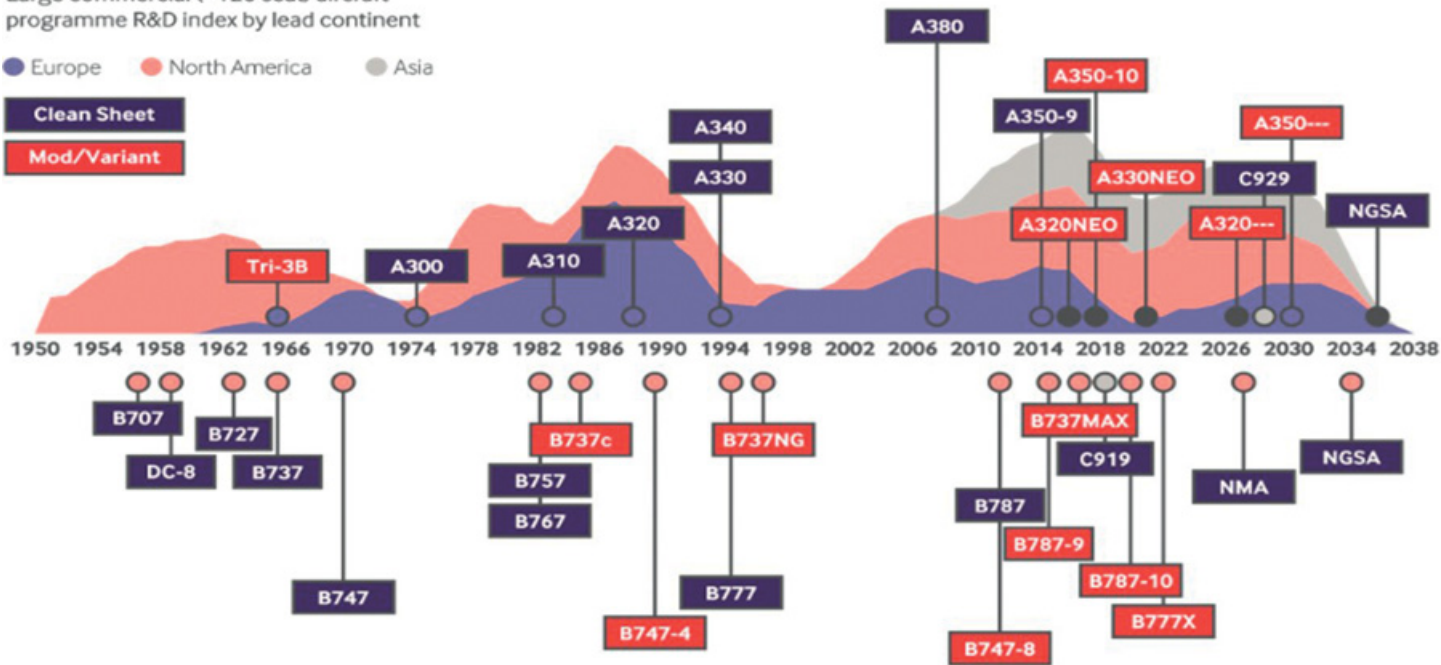 programme R&D index by lead continent
Europe North America Asia
Clean Sheet
Mod/Variant
A380
A350-10
A350-9
A350---
A340
A330
A330NEO
C929
A320
A320NEO
A320---
NGSA
Tri-3B
A300
A310
1950 1954 1958 1962 1966 1970 1974 1978 1982 1986 1990 1994 1998 2002 2006 2010 2014 2018 2022 2026 2030 2034 2038
B707
B727
DC-8
B737
B737c
B737NG
B737MAX
C919
NGSA
B757
B767
B787
NMA
B787-9
B747
B777
B787-10
B777X
B747-4
B747-8